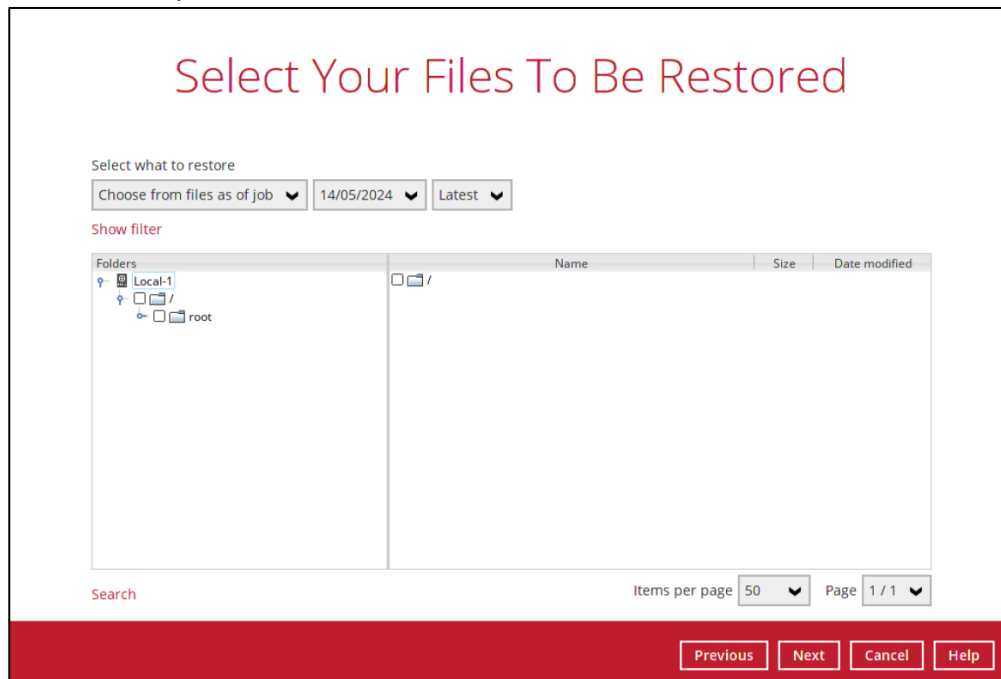 Select Your Files To Be Restored
Select what to restore
Choose from files as of job 14/05/2024 Latest
Show filter
Folders Name Size Date modified
Local-1 /
/
root
Search Items per page 50 Page 1 / 1
Previous Next Cancel Help